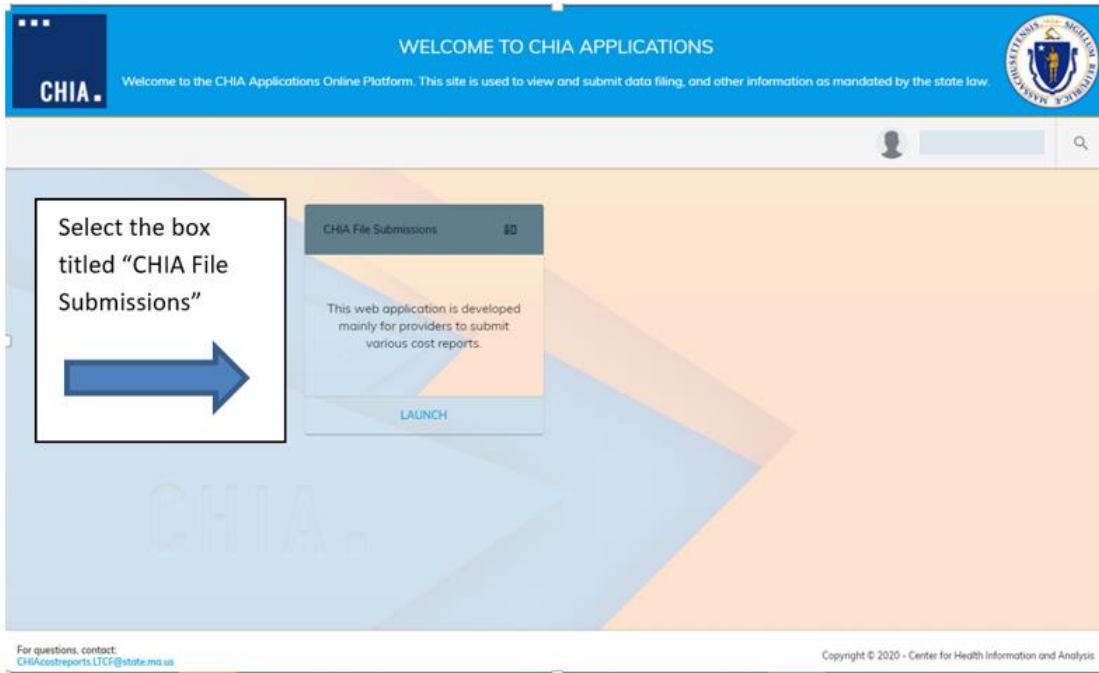 CHIA.
WELCOME TO CHIA APPLICATIONS
Welcome to the CHIA Applications Online Platform. This site is used to view and submit data filing, and other information as mandated by the state law.
Select the box
titled “CHIA File
Submissions”
CHIA File Submissions
This web application is developed
mainly for providers to submit
various cost reports.
LAUNCH
CHIA.
For questions, contact:
CHIAcostreports.LTCF@state.ma.us
Copyright © 2020 - Center for Health Information and Analysis